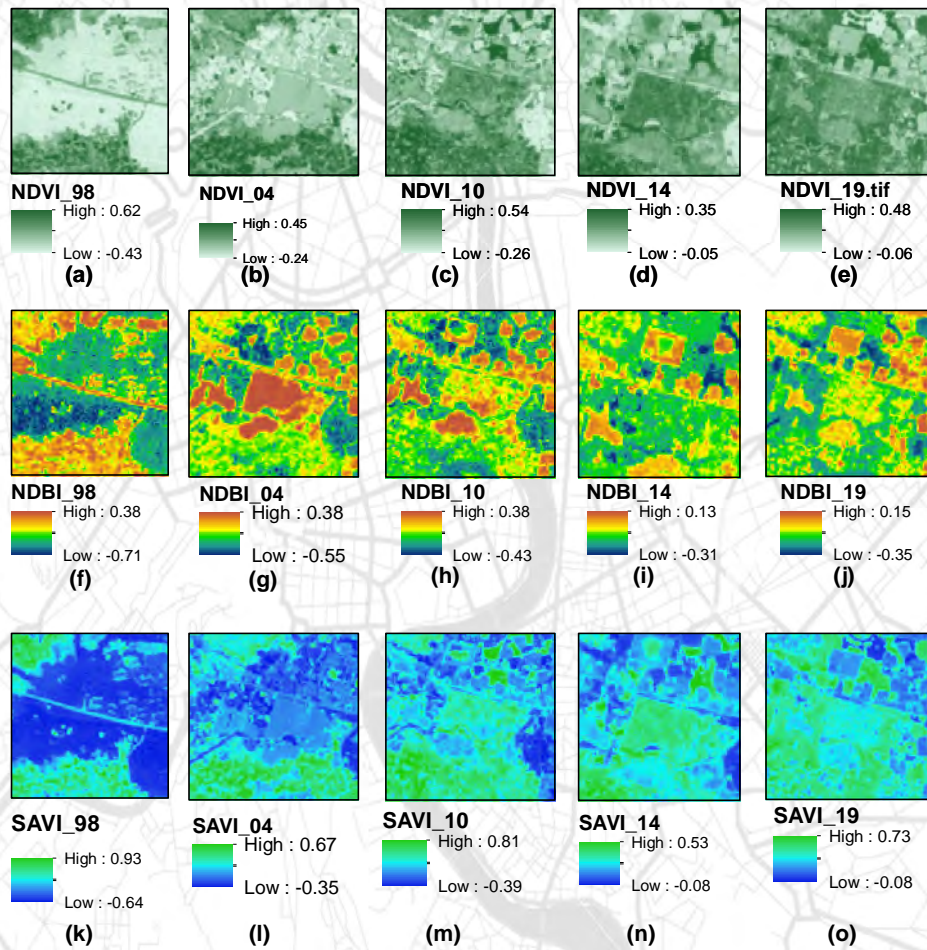 NDVI_98
High : 0.62
Low : -0.43
(a)
NDVI_04
High : 0.45
Low : -0.24
(b)
NDVI_10
High : 0.54
Low : -0.26
(c)
NDVI_14
High : 0.35
Low : -0.05
(d)
NDVI_19.tif
High : 0.48
Low : -0.06
(e)
NDBI_98
High : 0.38
Low : -0.71
(f)
NDBI_04
High : 0.38
Low : -0.55
(g)
NDBI_10
High : 0.38
Low : -0.43
(h)
NDBI_14
High : 0.13
Low : -0.31
(i)
NDBI_19
High : 0.15
Low : -0.35
(j)
SAVI_98
High : 0.93
Low : -0.64
(k)
SAVI_04
High : 0.67
Low : -0.35
(l)
SAVI_10
High : 0.81
Low : -0.39
(m)
SAVI_14
High : 0.53
Low : -0.08
(n)
SAVI_19
High : 0.73
Low : -0.08
(o)